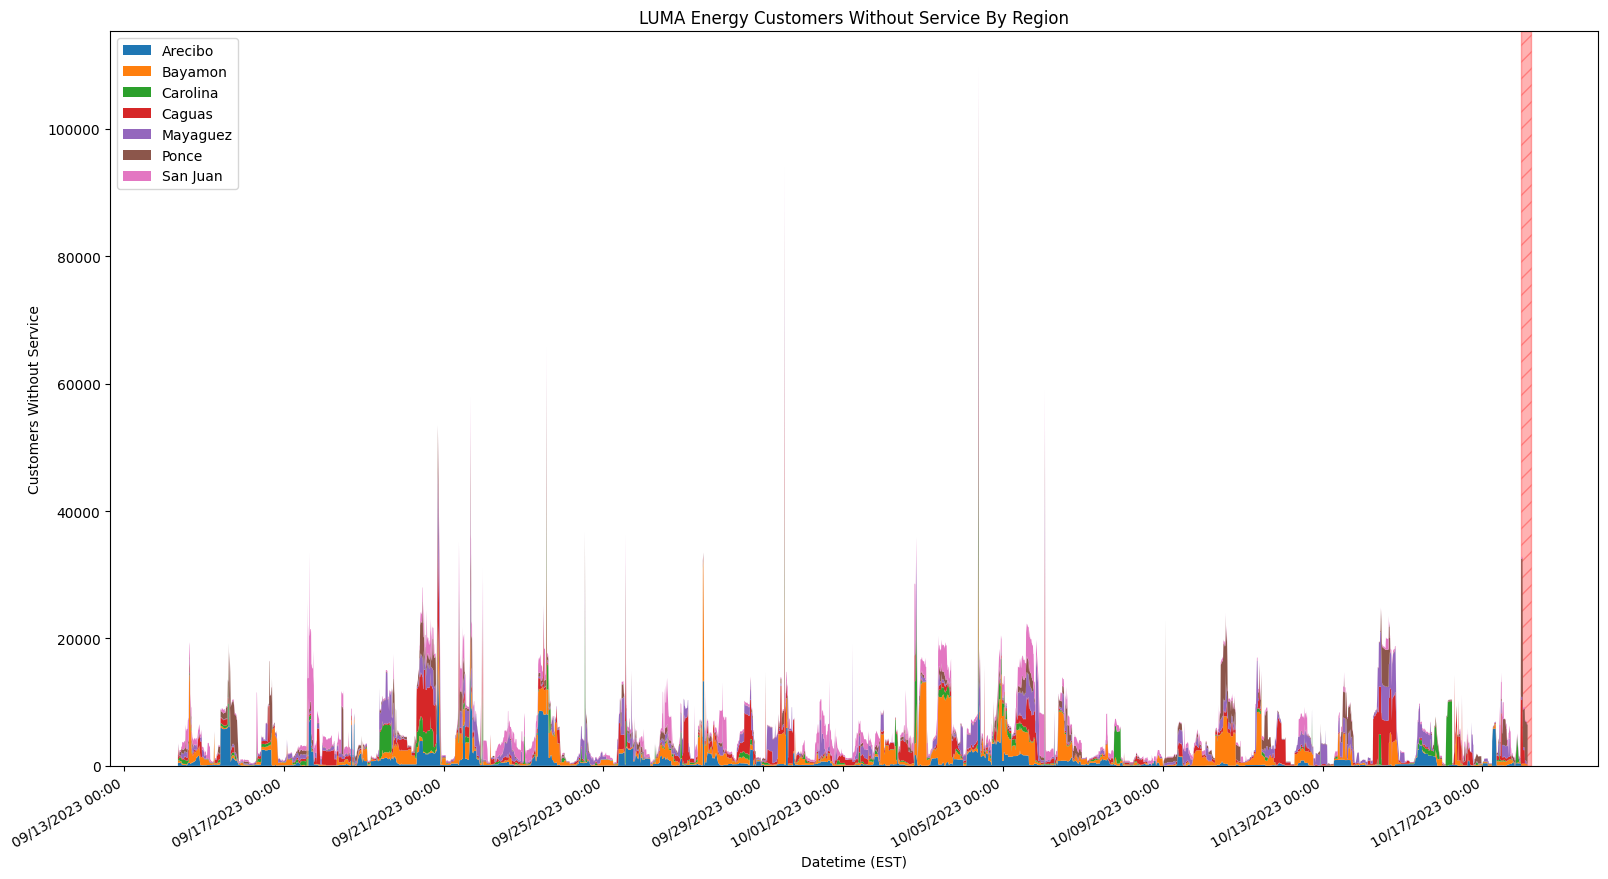 LUMA Energy Customers Without Service By Region
Arecibo
Bayamon
Carolina
Caguas
Mayaguez
Ponce
San Juan
100000
80000
60000
40000
20000
0
Customers Without Service
09/13/2023 00:00
09/17/2023 00:00
09/21/2023 00:00
09/25/2023 00:00
09/29/2023 00:00
10/01/2023 00:00
10/05/2023 00:00
10/09/2023 00:00
10/13/2023 00:00
10/17/2023 00:00
Datetime (EST)